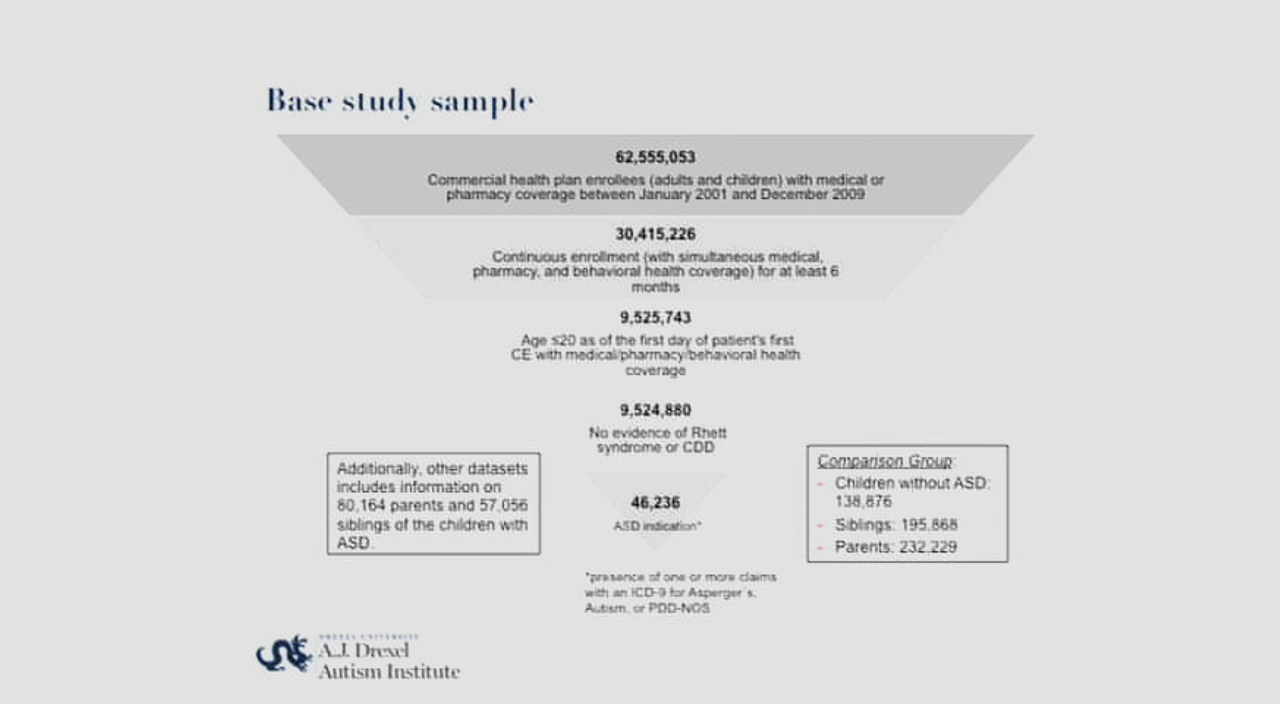 Base study sample
62,555,053
Commercial health plan enrollees (adults and children) with medical or
pharmacy coverage between January 2001 and December 2009
30,415,226
Continuous enrollment (with simultaneous medical,
pharmacy, and behavioral health coverage) for at least 6
months
9,525,743
Age ≤20 as of the first day of patient's first
CE with medical/pharmacy/behavioral health
coverage
9,524,880
No evidence of Rhett
syndrome or CDD
46,236
ASD indication*
*presence of one or more claims
with an ICD-9 for Asperger's,
Autism, or PDD-NOS
Additionally, other datasets
includes information on
80,164 parents and 57,056
siblings of the children with
ASD.
Comparison Group:
- Children without ASD:
138,876
- Siblings: 195,868
- Parents: 232,229
DREXEL UNIVERSITY
A.J. Drexel
Autism Institute